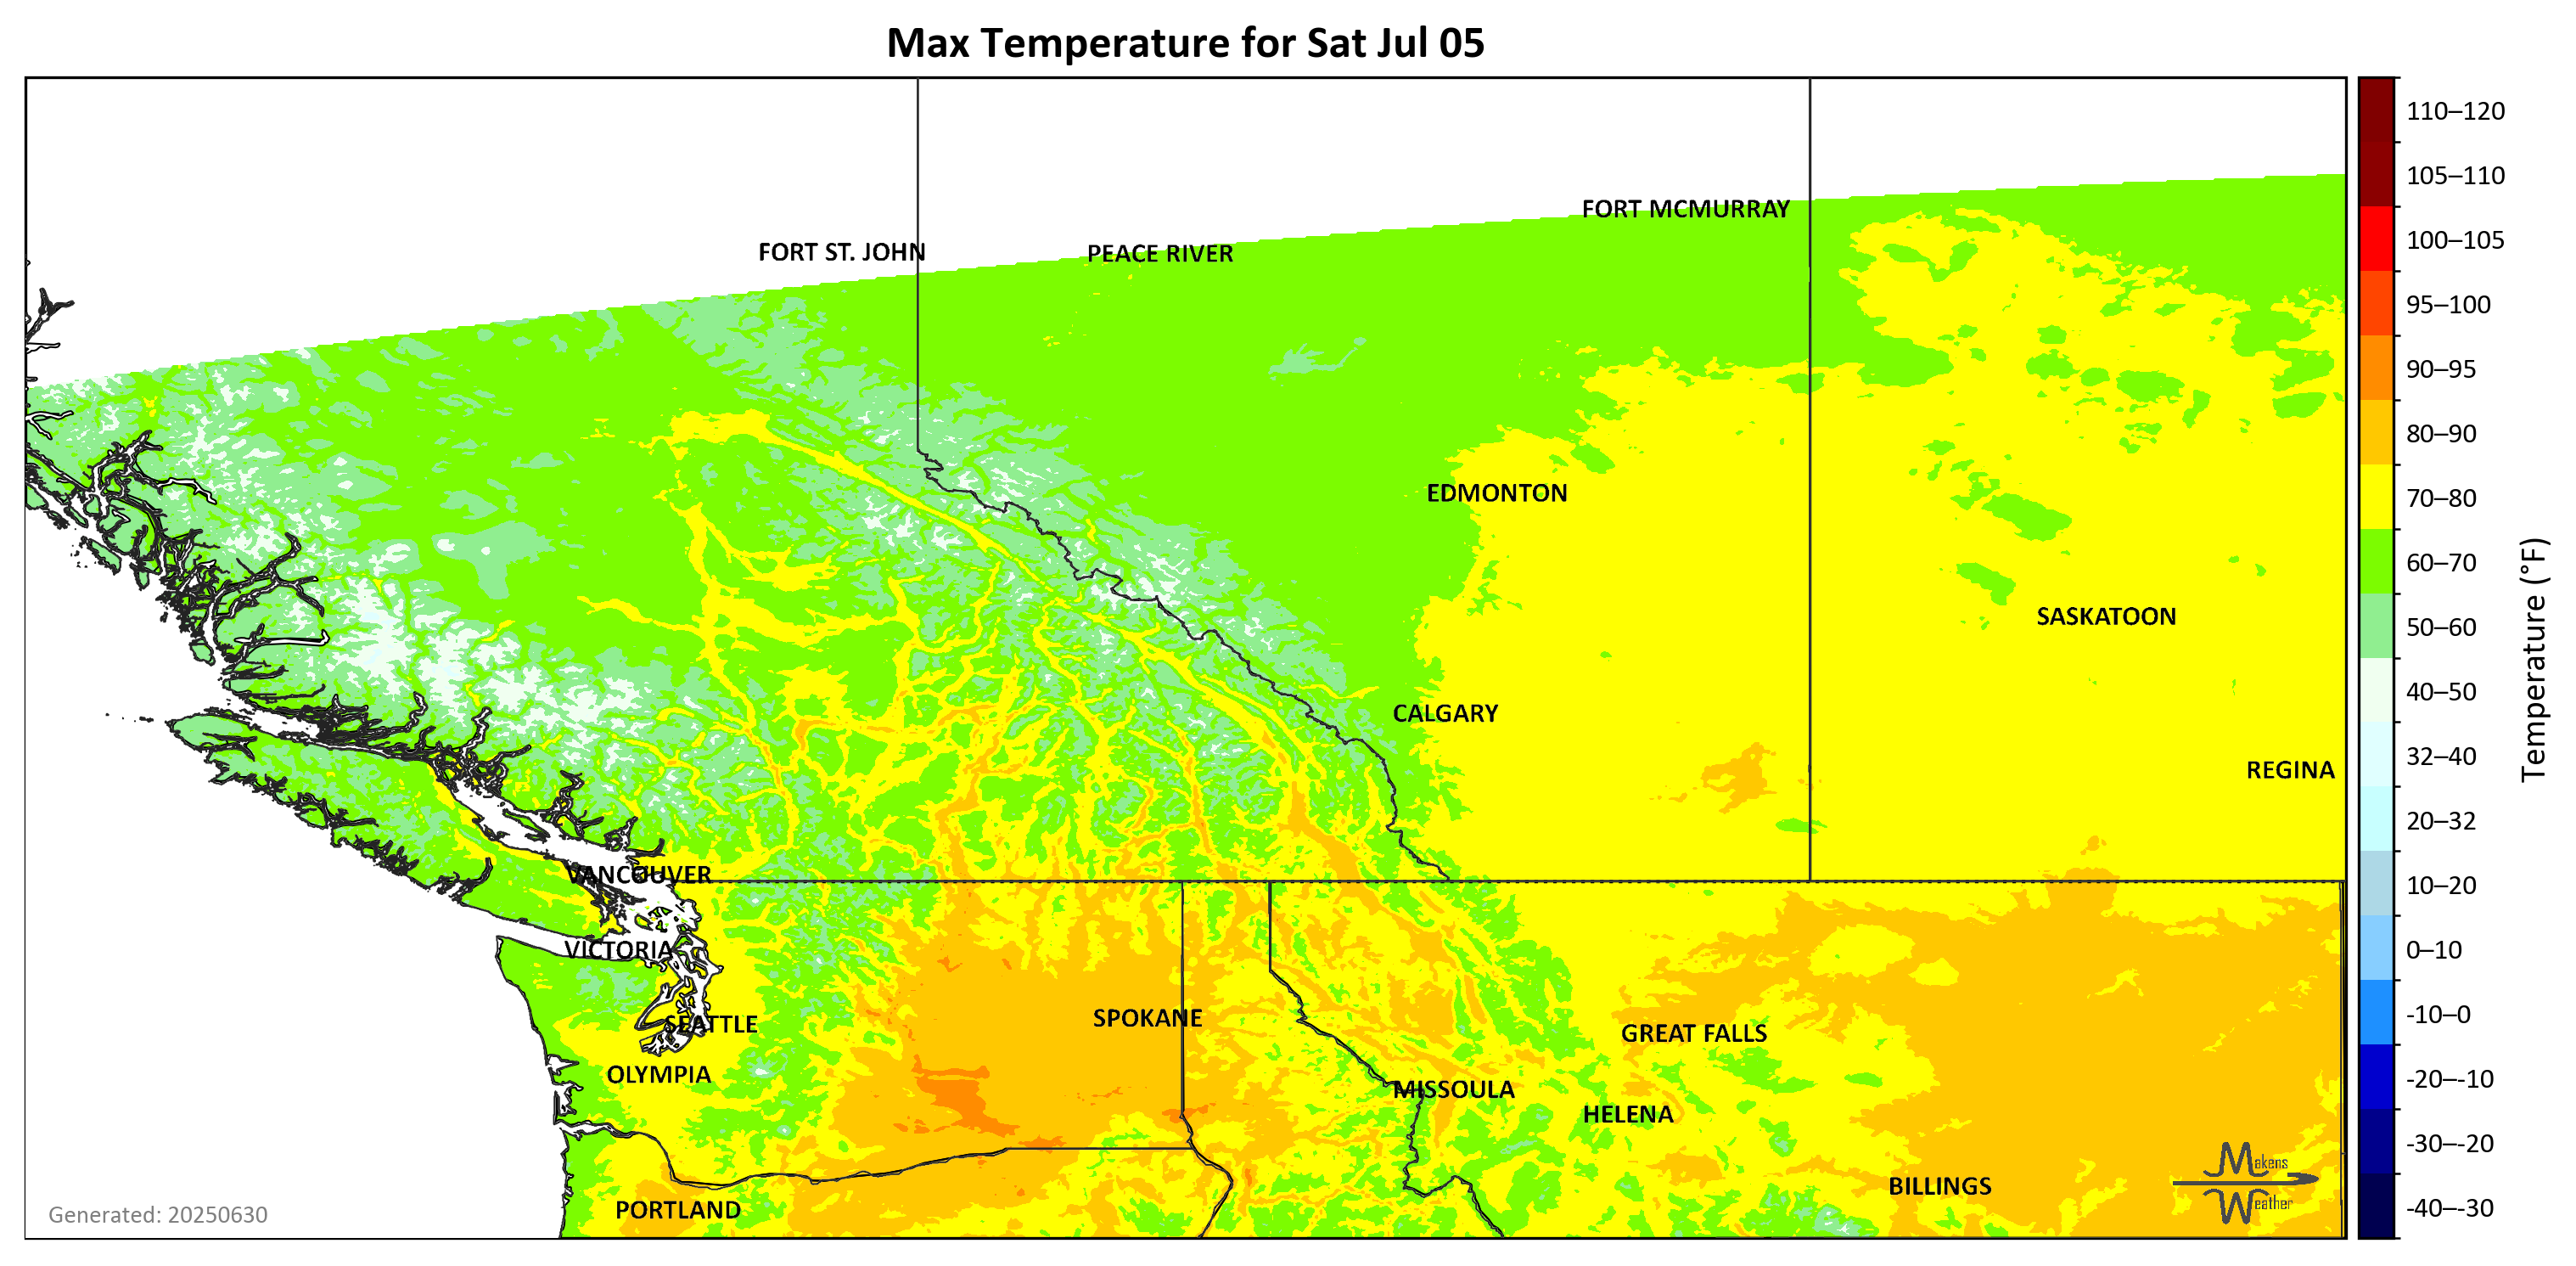 Max Temperature for Sat Jul 05
FORT MCMURRAY
FORT ST. JOHN
PEACE RIVER
EDMONTON
SASKATOON
CALGARY
REGINA
VANCOUVER
VICTORIA
SEATTLE
SPOKANE
GREAT FALLS
OLYMPIA
MISSOULA
HELENA
BILLINGS
PORTLAND
Makens
Weather
Generated: 20250630
110–120
105–110
100–105
95–100
90–95
80–90
70–80
60–70
50–60
40–50
32–40
20–32
10–20
0–10
-10–0
-20–-10
-30–-20
-40–-30
Temperature (°F)